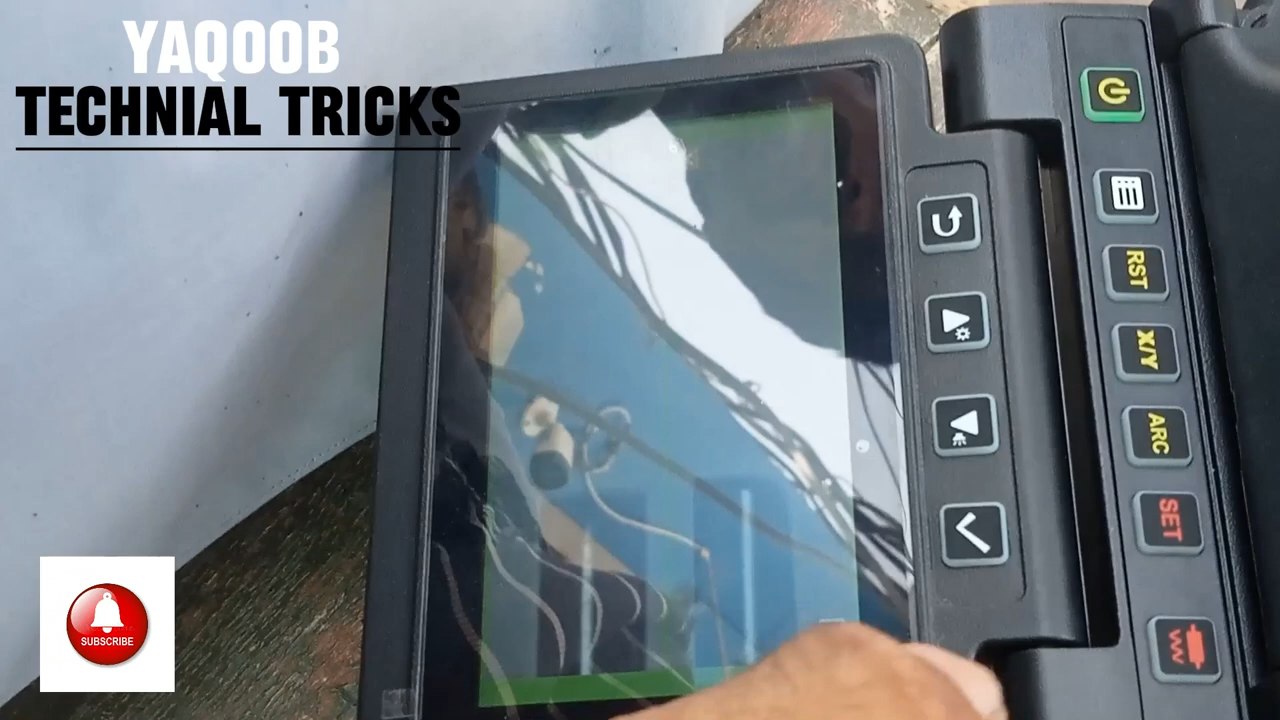 YAQOOB
TECHNIAL TRICKS
RST
X/Y
ARC
SET
SUBSCRIBE